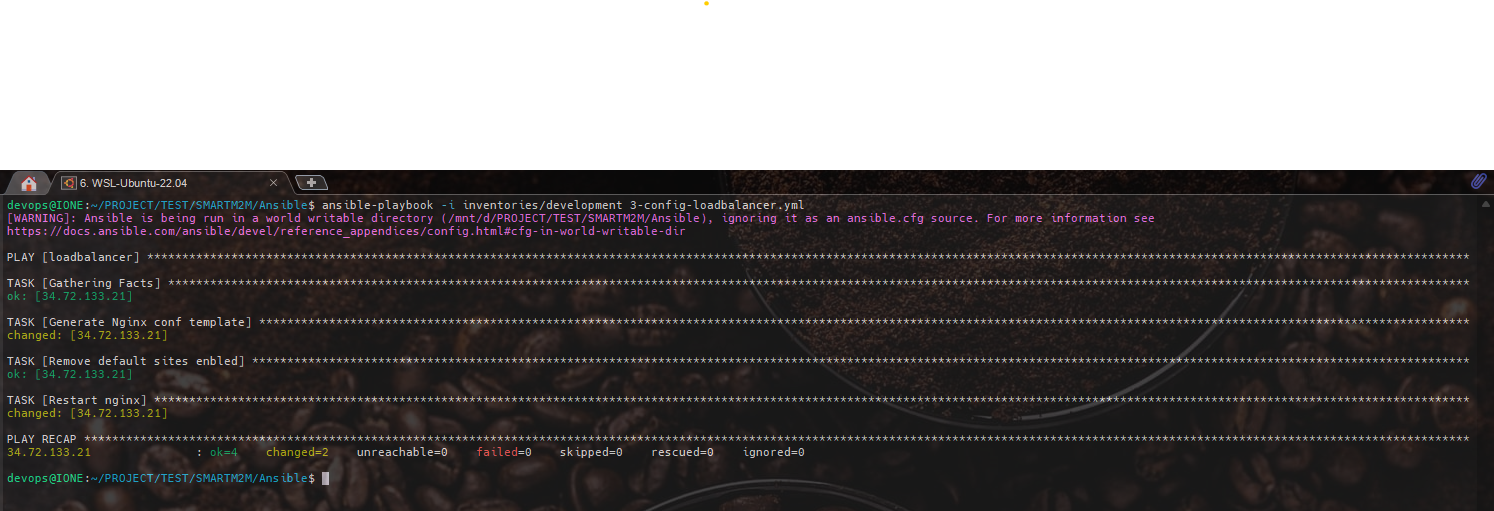 6. WSL-Ubuntu-22.04
devops@IONE:~/PROJECT/TEST/SMARTM2M/Ansible$ ansible-playbook -i inventories/development 3-config-loadbalancer.yml
[WARNING]: Ansible is being run in a world writable directory (/mnt/d/PROJECT/TEST/SMARTM2M/Ansible), ignoring it as an ansible.cfg source. For more information see
https://docs.ansible.com/ansible/devel/reference_appendices/config.html#cfg-in-world-writable-dir
PLAY [loadbalancer] *********************************************************************************************************************************************************************************************
TASK [Gathering Facts] ******************************************************************************************************************************************************************************************
ok: [34.72.133.21]
TASK [Generate Nginx conf template] *****************************************************************************************************************************************************************************
changed: [34.72.133.21]
TASK [Remove default sites enbled] ******************************************************************************************************************************************************************************
ok: [34.72.133.21]
TASK [Restart nginx] ********************************************************************************************************************************************************************************************
changed: [34.72.133.21]
PLAY RECAP ******************************************************************************************************************************************************************************************************
34.72.133.21               : ok=4    changed=2    unreachable=0    failed=0    skipped=0    rescued=0    ignored=0
devops@IONE:~/PROJECT/TEST/SMARTM2M/Ansible$